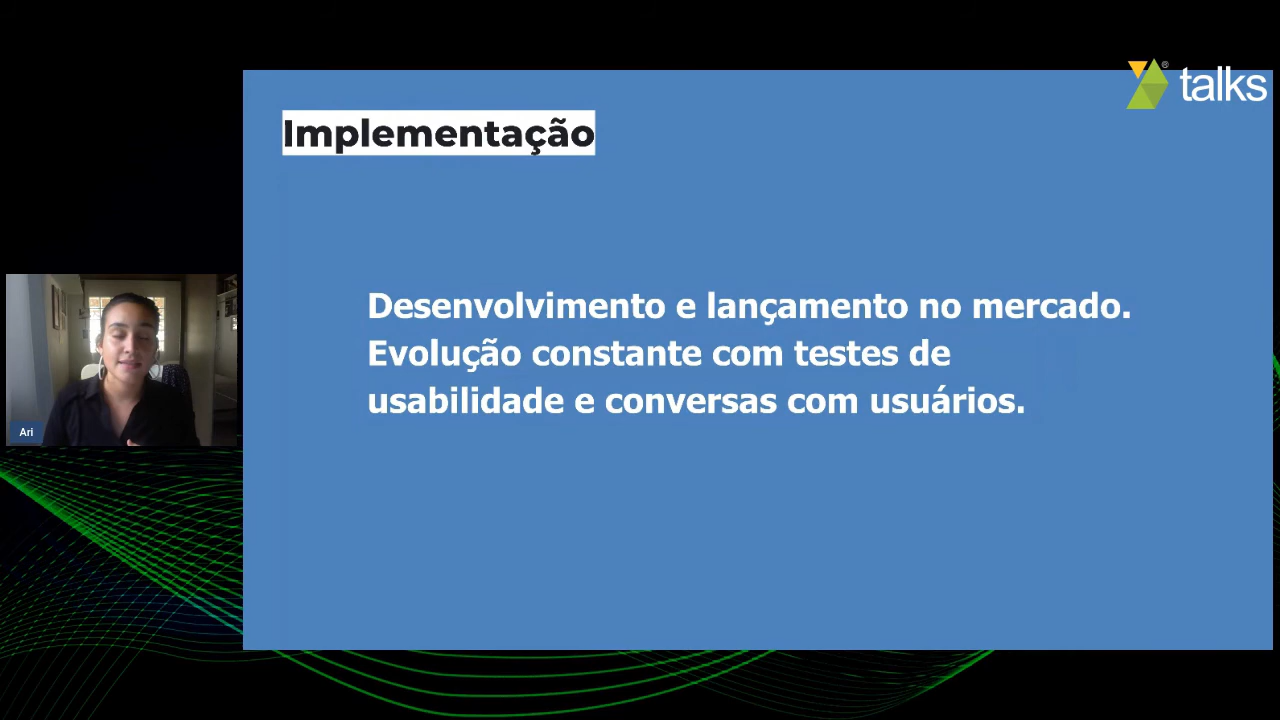 talks
Implementação
Desenvolvimento e lançamento no mercado.
Evolução constante com testes de
usabilidade e conversas com usuários.
Ari